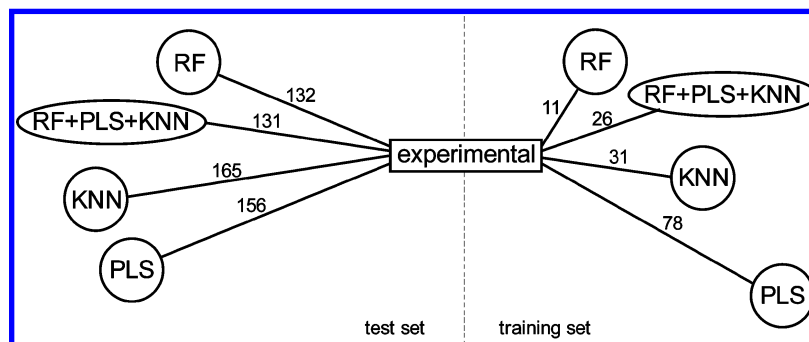 RF
132
RF+PLS+KNN
131
KNN
165
PLS
156
experimental
RF
11
RF+PLS+KNN
26
KNN
31
PLS
78
test set
training set